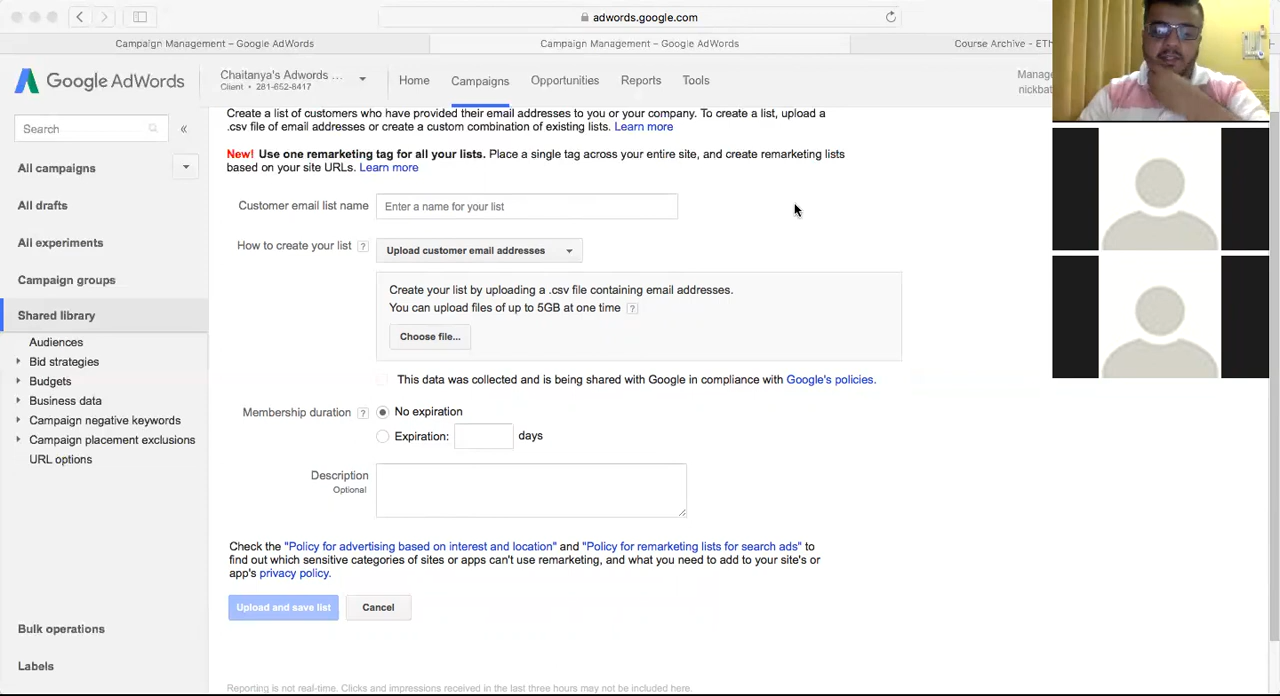 adwords.google.com
Campaign Management – Google AdWords
Campaign Management – Google AdWords
Course Archive – ETH
Google AdWords
Chaitanya's Adwords ...
Client • 281-652-8417
Home
Campaigns
Opportunities
Reports
Tools
Manage
nickbat
Search
«
All campaigns
All drafts
All experiments
Campaign groups
Shared library
Audiences
Bid strategies
Budgets
Business data
Campaign negative keywords
Campaign placement exclusions
URL options
Bulk operations
Labels
Create a list of customers who have provided their email addresses to you or your company. To create a list, upload a
.csv file of email addresses or create a custom combination of existing lists. Learn more
New! Use one remarketing tag for all your lists. Place a single tag across your entire site, and create remarketing lists
based on your site URLs. Learn more
Customer email list name
Enter a name for your list
How to create your list ?
Upload customer email addresses
Create your list by uploading a .csv file containing email addresses.
You can upload files of up to 5GB at one time ?
Choose file...
This data was collected and is being shared with Google in compliance with Google's policies.
Membership duration ?
No expiration
Expiration: days
Description
Optional
Check the "Policy for advertising based on interest and location" and "Policy for remarketing lists for search ads" to
find out which sensitive categories of sites or apps can't use remarketing, and what you need to add to your site's or
app's privacy policy.
Upload and save list
Cancel
Reporting is not real-time. Clicks and impressions received in the last three hours may not be included here.